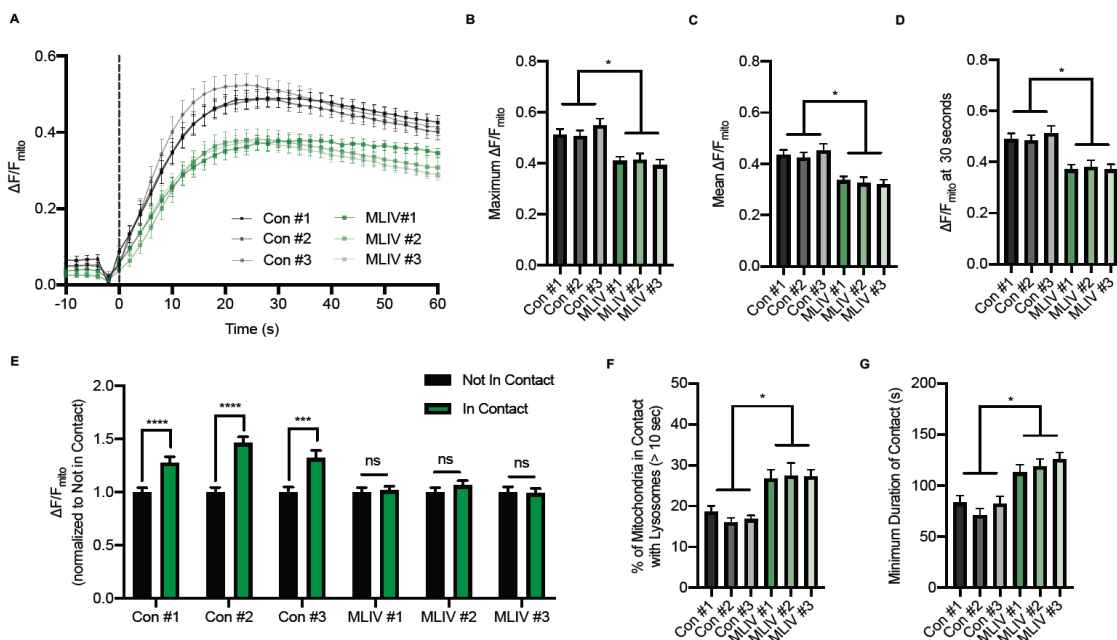 A
ΔF/Fmito
0.6
0.4
0.2
0.0
-10
0
10
20
30
40
50
60
Time (s)
Con #1
Con #2
Con #3
MLIV#1
MLIV #2
MLIV #3
B
Maximum ΔF/Fmito
0.8
0.6
0.4
0.2
0.0
*
Con #1
Con #2
Con #3
MLIV #1
MLIV #2
MLIV #3
C
Mean ΔF/Fmito
0.8
0.6
0.4
0.2
0.0
*
Con #1
Con #2
Con #3
MLIV #1
MLIV #2
MLIV #3
D
ΔF/Fmito at 30 seconds
0.8
0.6
0.4
0.2
0.0
*
Con #1
Con #2
Con #3
MLIV #1
MLIV #2
MLIV #3
E
ΔF/Fmito
(normalized to Not in Contact)
2.0
1.5
1.0
0.5
0.0
Not In Contact
In Contact
****
****
***
ns
ns
ns
Con #1
Con #2
Con #3
MLIV #1
MLIV #2
MLIV #3
F
% of Mitochondria in Contact
with Lysosomes (> 10 sec)
50
40
30
20
10
0
*
Con #1
Con #2
Con #3
MLIV #1
MLIV #2
MLIV #3
G
Minimum Duration of Contact (s)
200
150
100
50
0
*
Con #1
Con #2
Con #3
MLIV #1
MLIV #2
MLIV #3